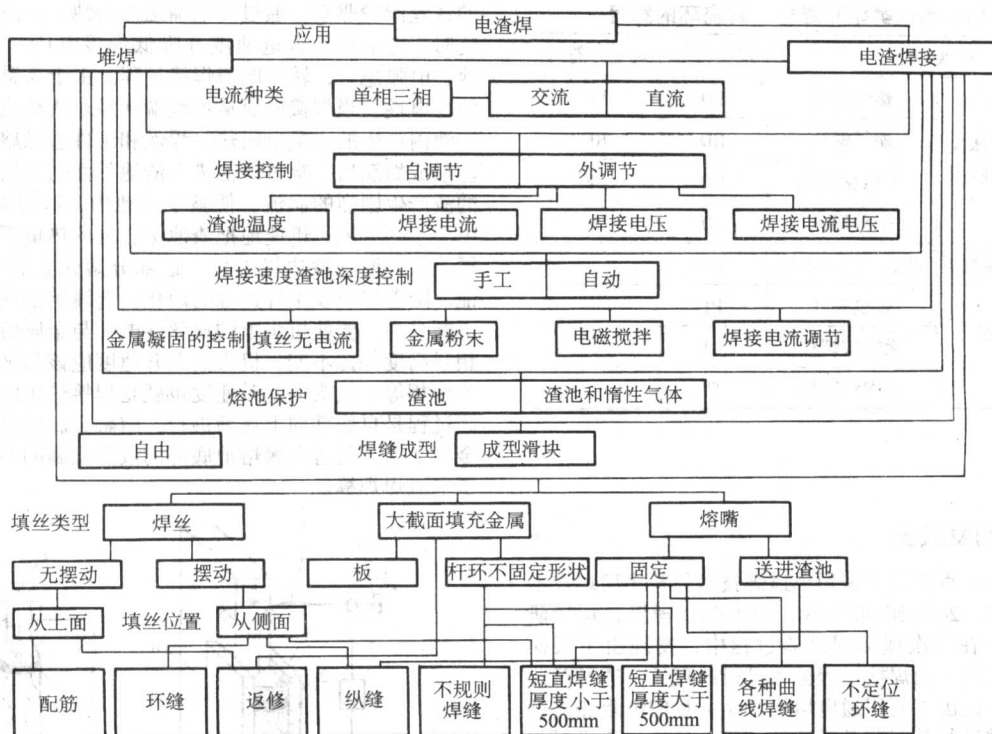 应用
电渣焊
堆焊
电渣焊接
电流种类
单相三相
交流
直流
焊接控制
自调节
外调节
渣池温度
焊接电流
焊接电压
焊接电流电压
焊接速度渣池深度控制
手工
自动
金属凝固的控制
填丝无电流
金属粉末
电磁搅拌
焊接电流调节
熔池保护
渣池
渣池和惰性气体
自由
焊缝成型
成型滑块
填丝类型
焊丝
大截面填充金属
熔嘴
无摆动
摆动
板
杆环不固定形状
固定
送进渣池
从上面
填丝位置
从侧面
配筋
环缝
返修
纵缝
不规则
焊缝
短直焊缝
厚度小于
500mm
短直焊缝
厚度大于
500mm
各种曲
线焊缝
不定位
环缝